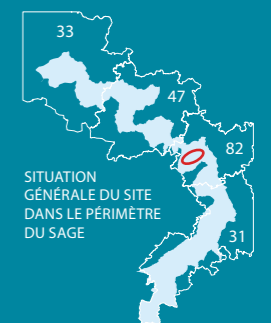 33
47
82
SITUATION
GÉNÉRALE DU SITE
DANS LE PÉRIMÈTRE
DU SAGE
31